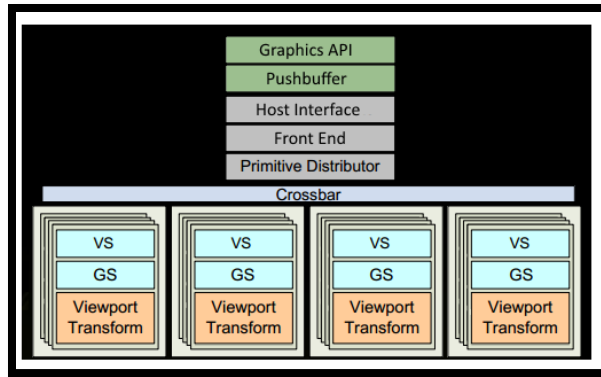 Graphics API
Pushbuffer
Host Interface
Front End
Primitive Distributor
Crossbar
VS
GS
Viewport
Transform
VS
GS
Viewport
Transform
VS
GS
Viewport
Transform
VS
GS
Viewport
Transform